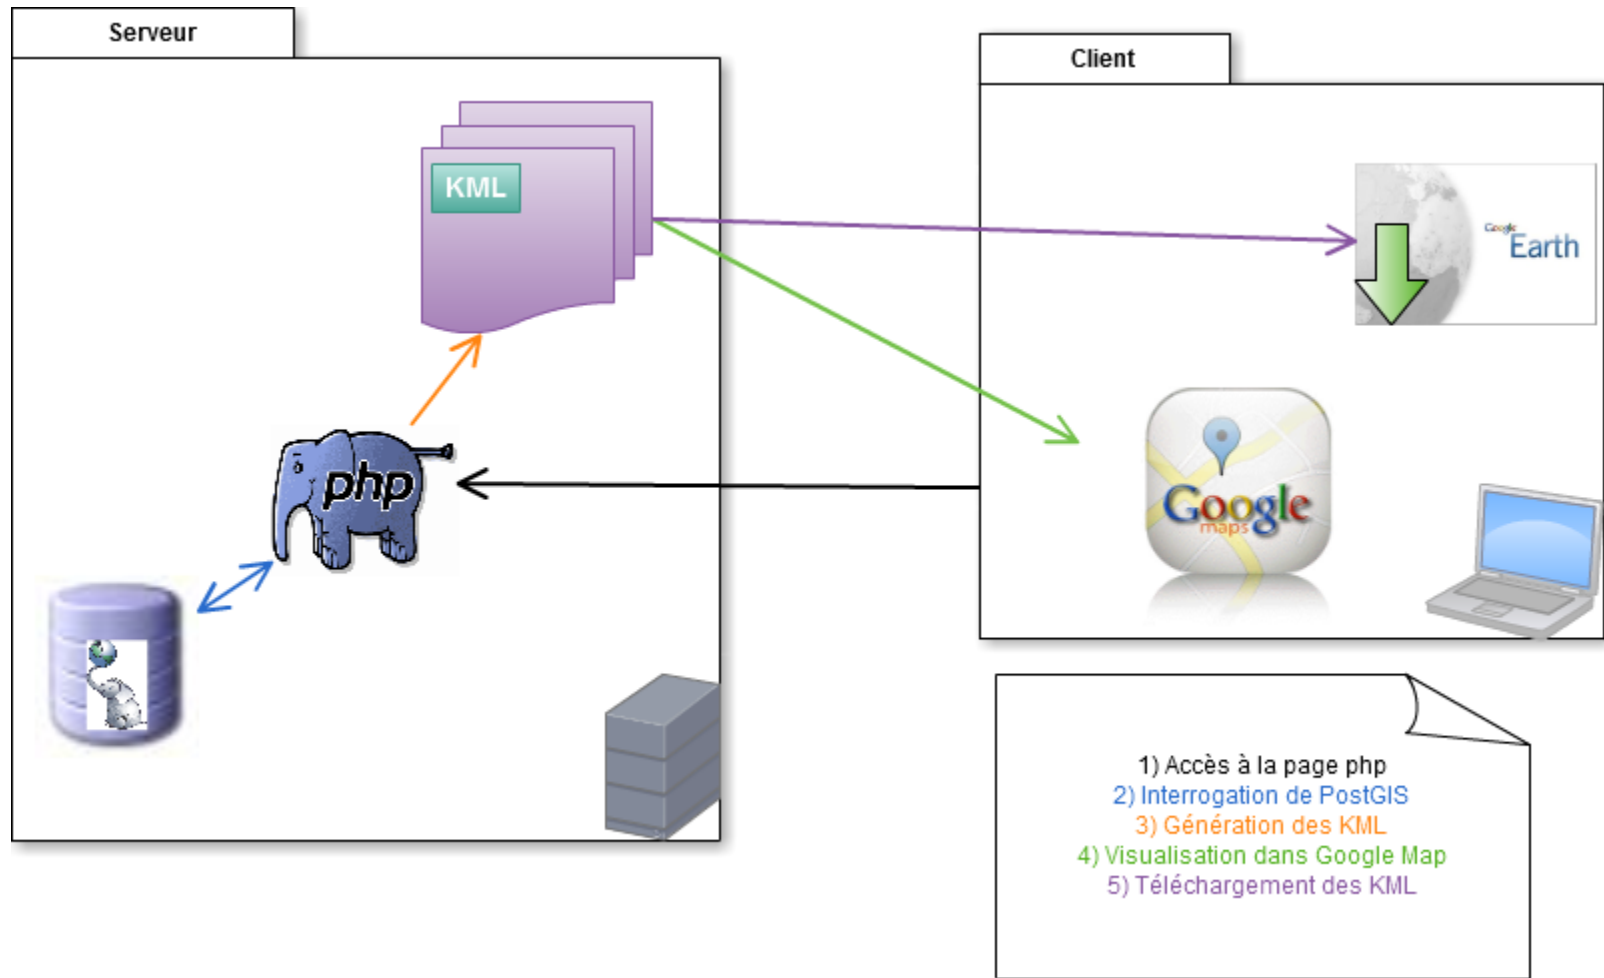 Serveur
Client
KML
Google
Earth
php
Google
maps
1) Accès à la page php
2) Interrogation de PostGIS
3) Génération des KML
4) Visualisation dans Google Map
5) Téléchargement des KML